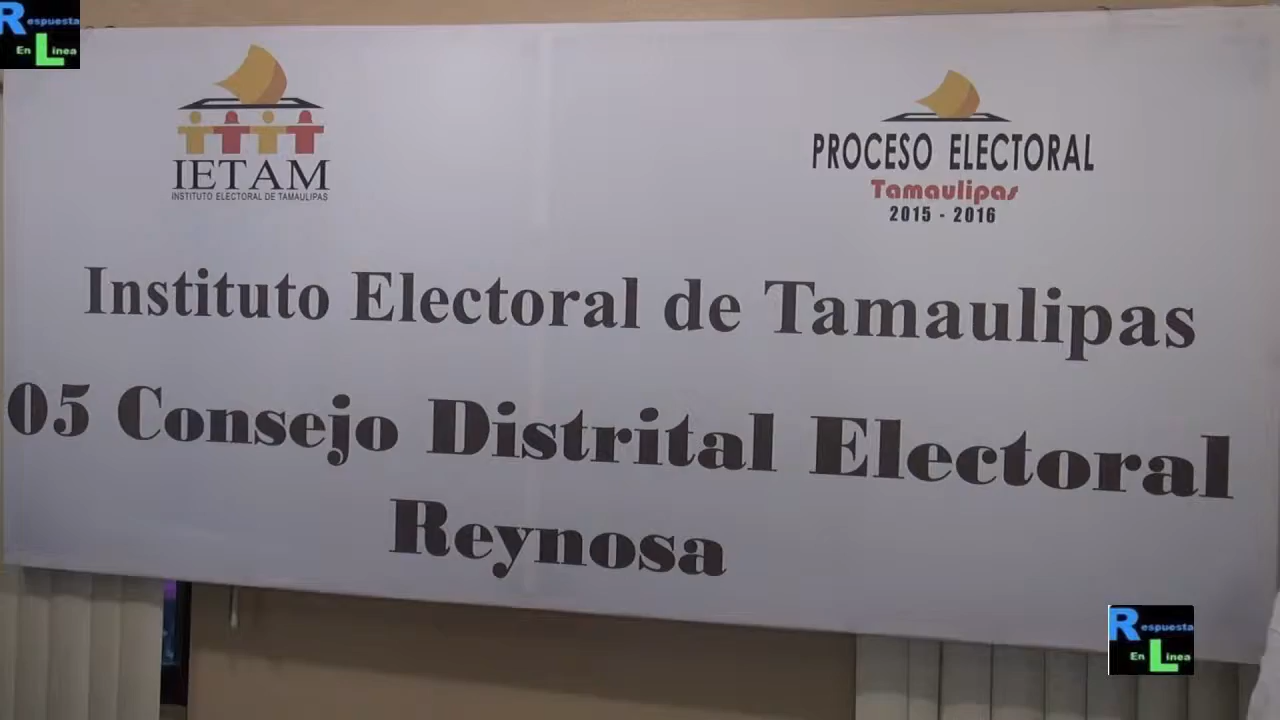 Respuesta
En Linea
IETAM
INSTITUTO ELECTORAL DE TAMAULIPAS
PROCESO ELECTORAL
Tamaulipas
2015 - 2016
Instituto Electoral de Tamaulipas
05 Consejo Distrital Electoral
Reynosa
Respuesta
En Linea